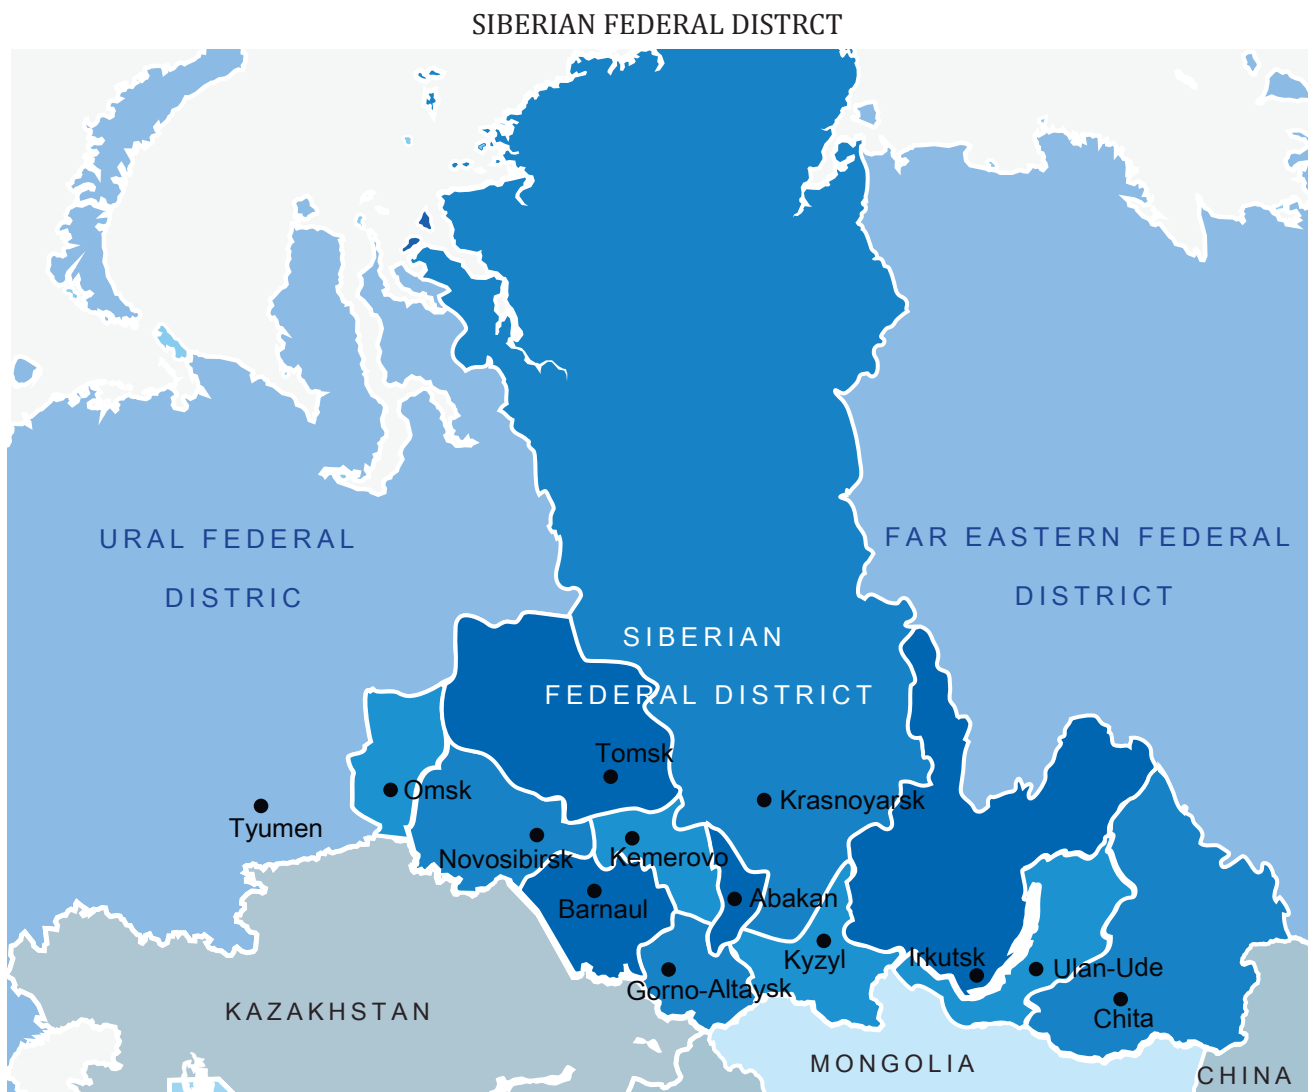 SIBERIAN FEDERAL DISTRCT
URAL FEDERAL
DISTRIC
FAR EASTERN FEDERAL
DISTRICT
SIBERIAN
FEDERAL DISTRICT
Tomsk
Omsk
Krasnoyarsk
Tyumen
Novosibirsk
Kemerovo
Barnaul
Abakan
Kyzyl
Irkutsk
Ulan-Ude
Gorno-Altaysk
Chita
KAZAKHSTAN
MONGOLIA
CHINA